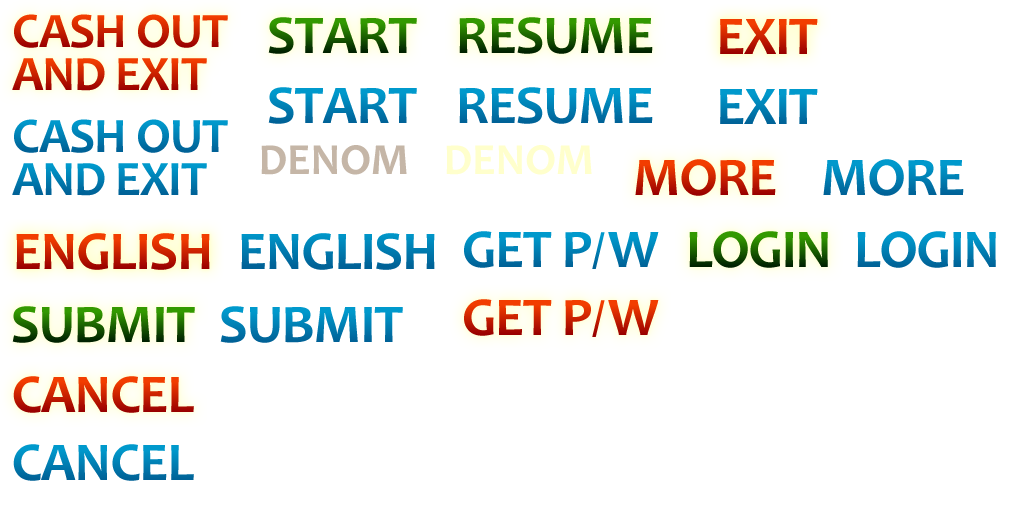 CASH OUT
AND EXIT
START
RESUME
EXIT
CASH OUT
AND EXIT
START
RESUME
EXIT
DENOM
DENOM
MORE
MORE
ENGLISH
ENGLISH
GET P/W
LOGIN
LOGIN
SUBMIT
SUBMIT
GET P/W
CANCEL
CANCEL